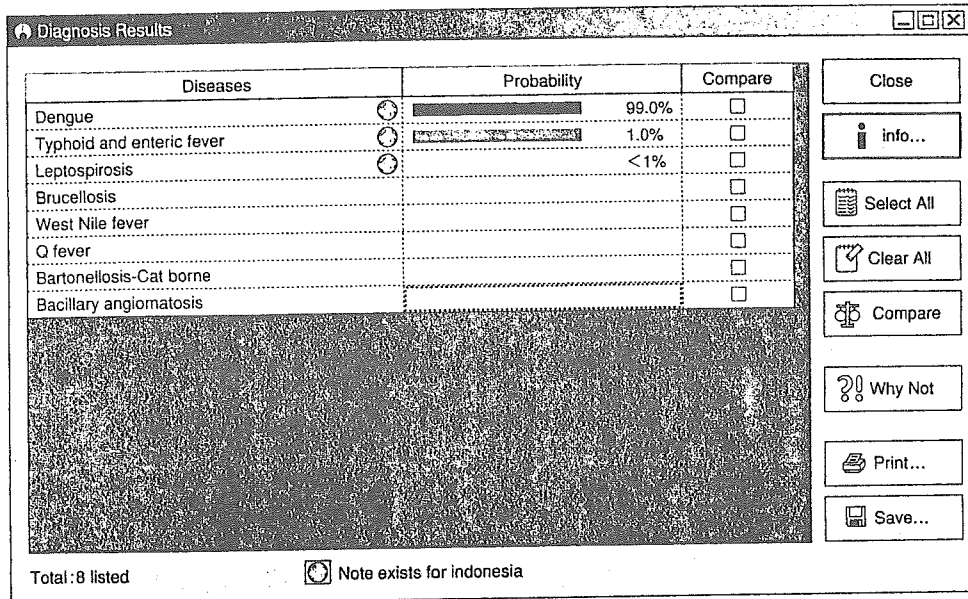 Diagnosis Results
Diseases Probability Compare
Dengue 99.0%
Typhoid and enteric fever 1.0%
Leptospirosis <1%
Brucellosis
West Nile fever
Q fever
Bartonellosis-Cat borne
Bacillary angiomatosis
Close
i info...
Select All
Clear All
Compare
?! Why Not
Print...
Save...
Total:8 listed
Note exists for indonesia